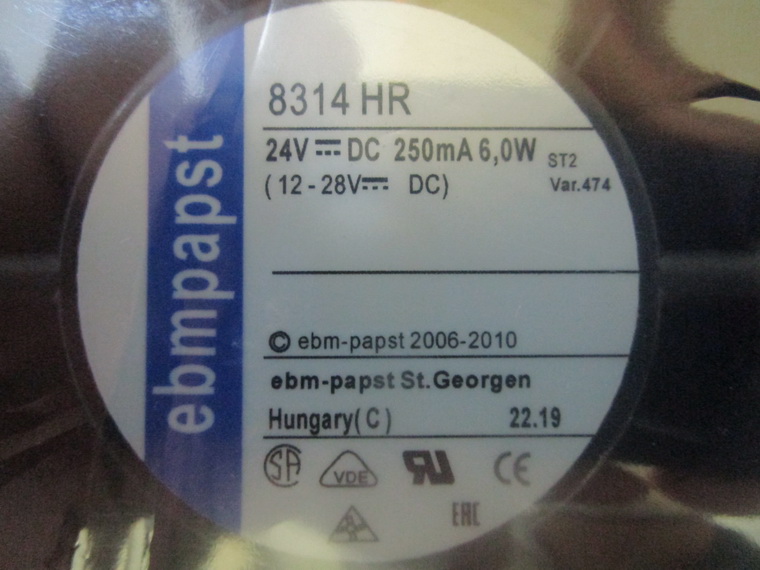 ebmpapst
8314 HR
24V DC 250mA 6,0W ST2
(12-28V DC) Var.474
© ebm-papst 2006-2010
ebm-papst St.Georgen
Hungary(C) 22.19
SA VDE RU CE
EAC